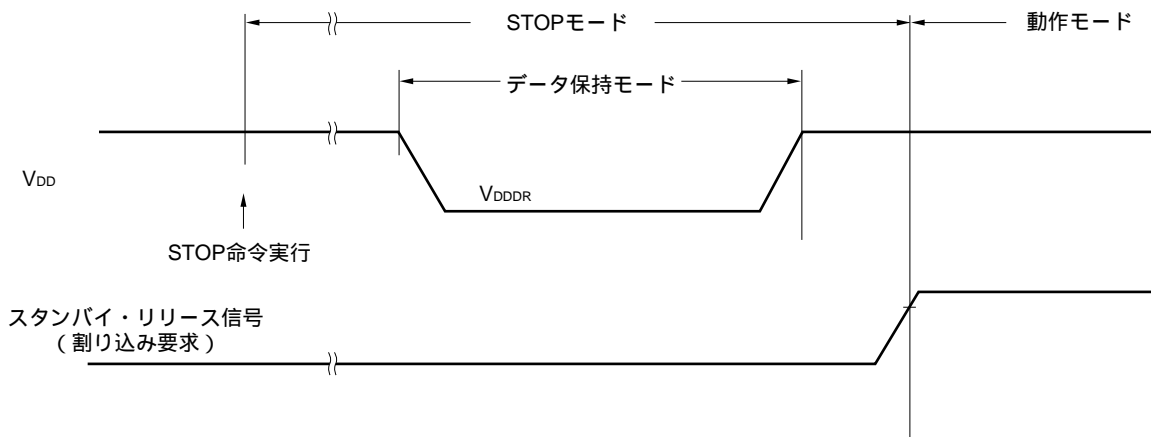 STOPモード
動作モード
データ保持モード
VDD
VDDDR
STOP命令実行
スタンバイ・リリース信号
(割り込み要求)